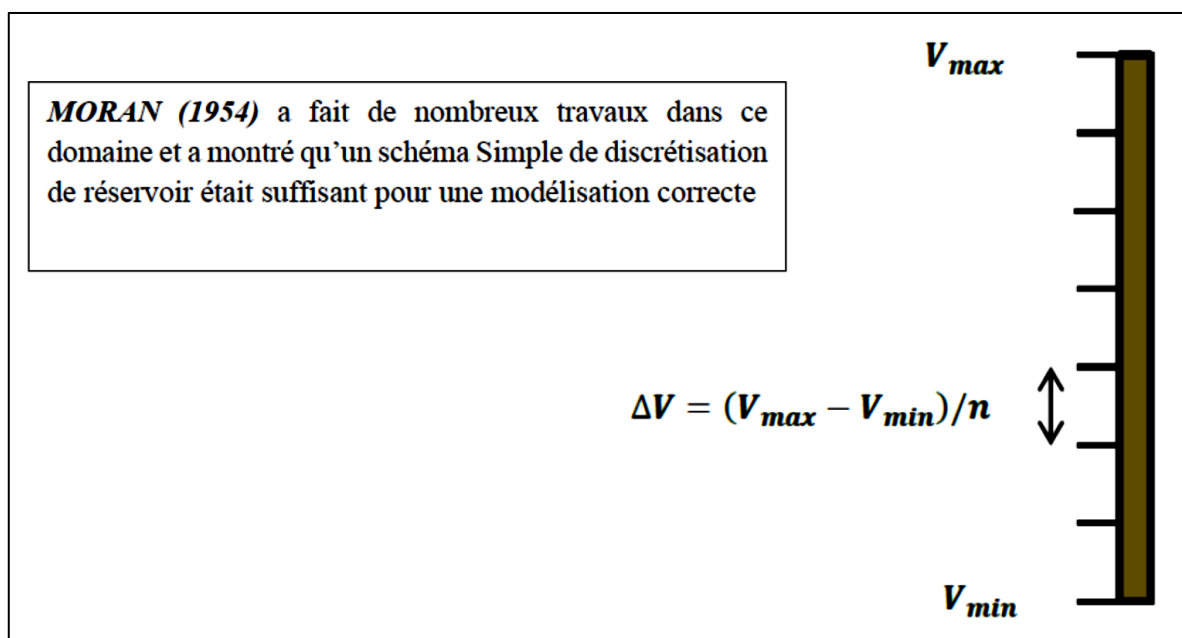 V_max
MORAN (1954) a fait de nombreux travaux dans ce
domaine et a montré qu’un schéma Simple de discrétisation
de réservoir était suffisant pour une modélisation correcte
ΔV = (V_max − V_min)/n
V_min